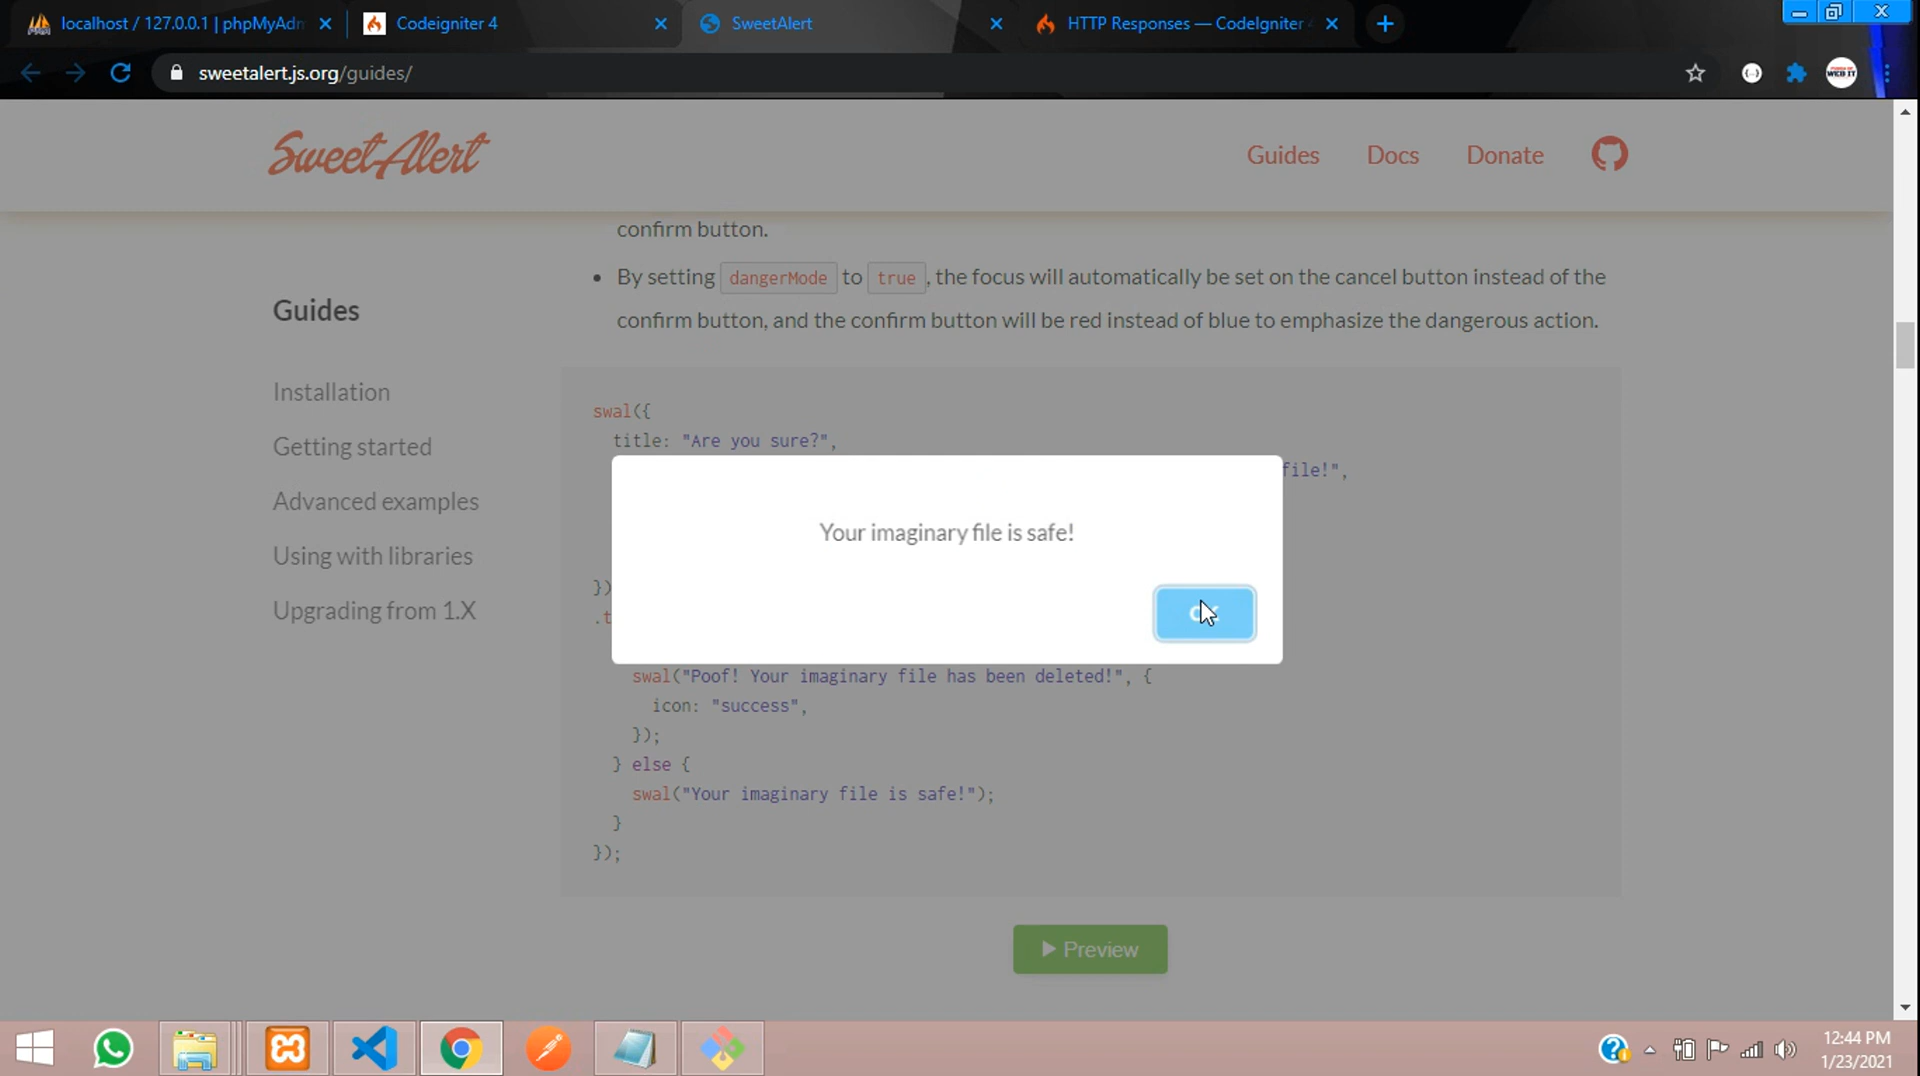 localhost / 127.0.0.1 | phpMyAdm
Codeigniter 4
SweetAlert
HTTP Responses — CodeIgniter 4
sweetalert.js.org/guides/
WEB IT
SweetAlert
Guides
Docs
Donate
confirm button.
• By setting dangerMode to true, the focus will automatically be set on the cancel button instead of the
confirm button, and the confirm button will be red instead of blue to emphasize the dangerous action.
Guides
Installation
Getting started
Advanced examples
Using with libraries
Upgrading from 1.X
swal({
title: "Are you sure?",
file!",
})
.t
Your imaginary file is safe!
swal("Poof! Your imaginary file has been deleted!", {
icon: "success",
});
} else {
swal("Your imaginary file is safe!");
}
});
Preview
12:44 PM
1/23/2021